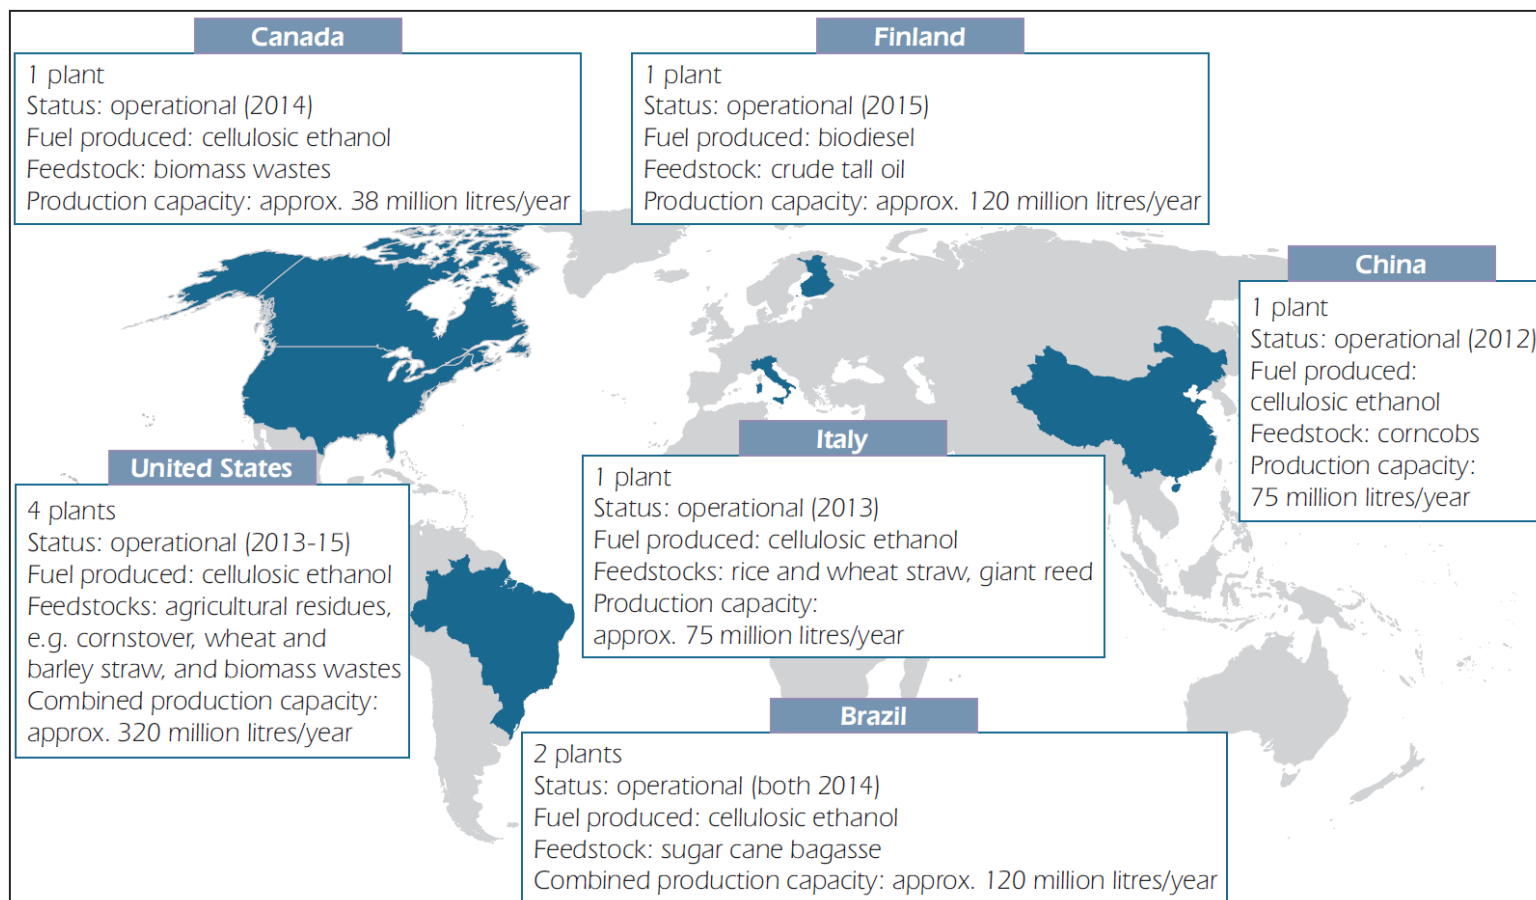 Canada
1 plant
Status: operational (2014)
Fuel produced: cellulosic ethanol
Feedstock: biomass wastes
Production capacity: approx. 38 million litres/year
Finland
1 plant
Status: operational (2015)
Fuel produced: biodiesel
Feedstock: crude tall oil
Production capacity: approx. 120 million litres/year
China
1 plant
Status: operational (2012)
Fuel produced:
cellulosic ethanol
Feedstock: corncobs
Production capacity:
75 million litres/year
Italy
1 plant
Status: operational (2013)
Fuel produced: cellulosic ethanol
Feedstocks: rice and wheat straw, giant reed
Production capacity:
approx. 75 million litres/year
United States
4 plants
Status: operational (2013-15)
Fuel produced: cellulosic ethanol
Feedstocks: agricultural residues,
e.g. cornstover, wheat and
barley straw, and biomass wastes
Combined production capacity:
approx. 320 million litres/year
Brazil
2 plants
Status: operational (both 2014)
Fuel produced: cellulosic ethanol
Feedstock: sugar cane bagasse
Combined production capacity: approx. 120 million litres/year